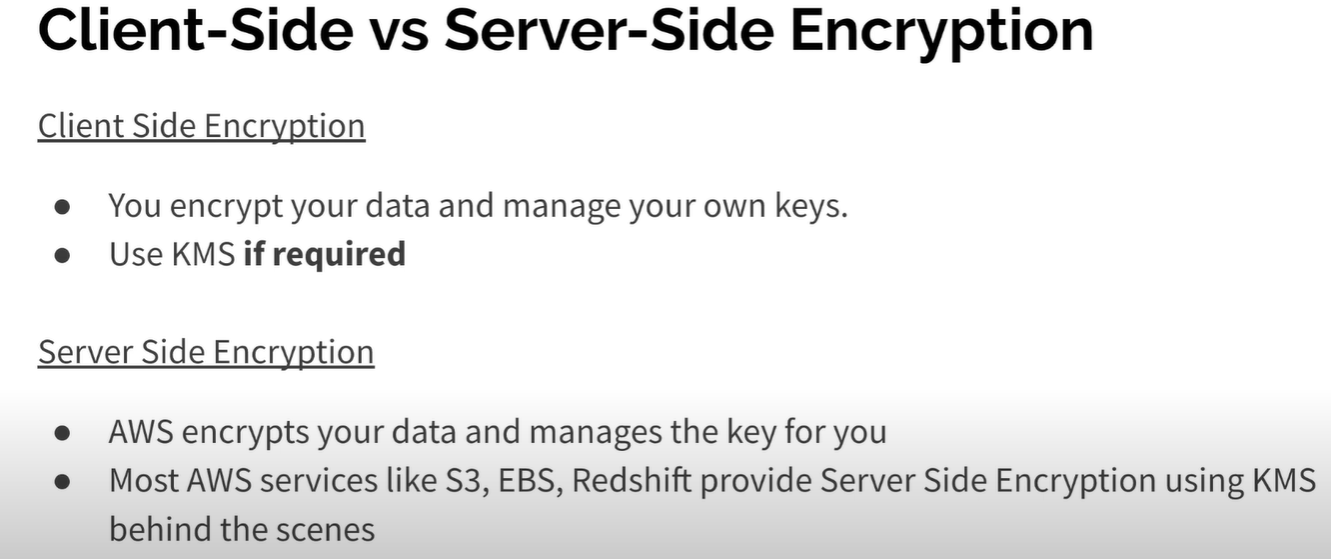 Client-Side vs Server-Side Encryption
Client Side Encryption
● You encrypt your data and manage your own keys.
● Use KMS if required
Server Side Encryption
● AWS encrypts your data and manages the key for you
● Most AWS services like S3, EBS, Redshift provide Server Side Encryption using KMS
behind the scenes